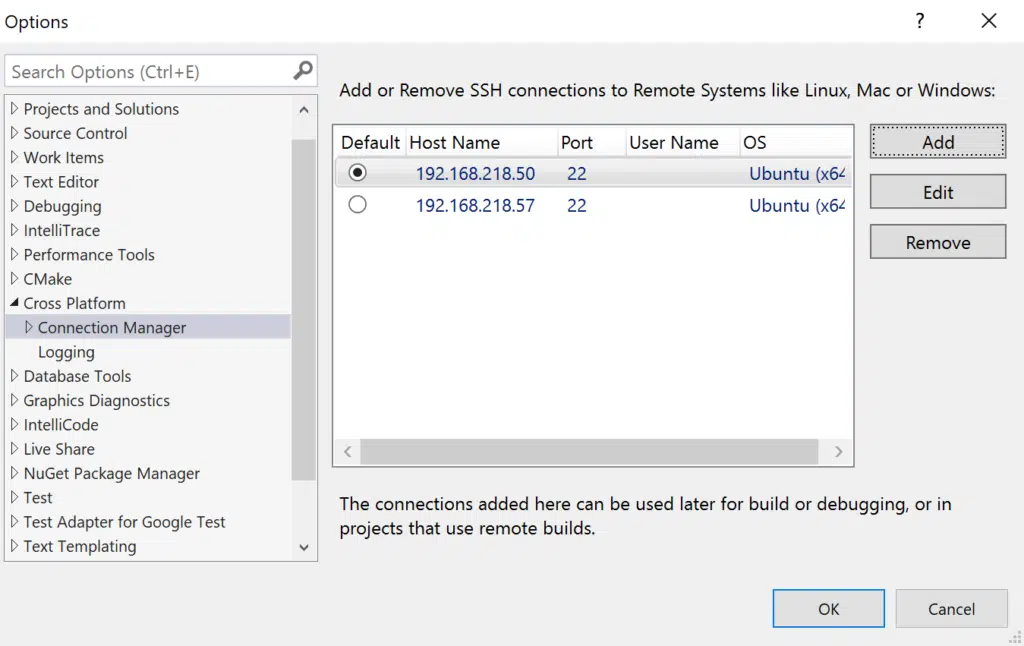 Options
?
Search Options (Ctrl+E)
Projects and Solutions
Source Control
Work Items
Text Editor
Debugging
IntelliTrace
Performance Tools
CMake
Cross Platform
Connection Manager
Logging
Database Tools
Graphics Diagnostics
IntelliCode
Live Share
NuGet Package Manager
Test
Test Adapter for Google Test
Text Templating
Add or Remove SSH connections to Remote Systems like Linux, Mac or Windows:
Default Host Name Port User Name OS
192.168.218.50 22 Ubuntu (x64
192.168.218.57 22 Ubuntu (x64
Add
Edit
Remove
The connections added here can be used later for build or debugging, or in
projects that use remote builds.
OK Cancel